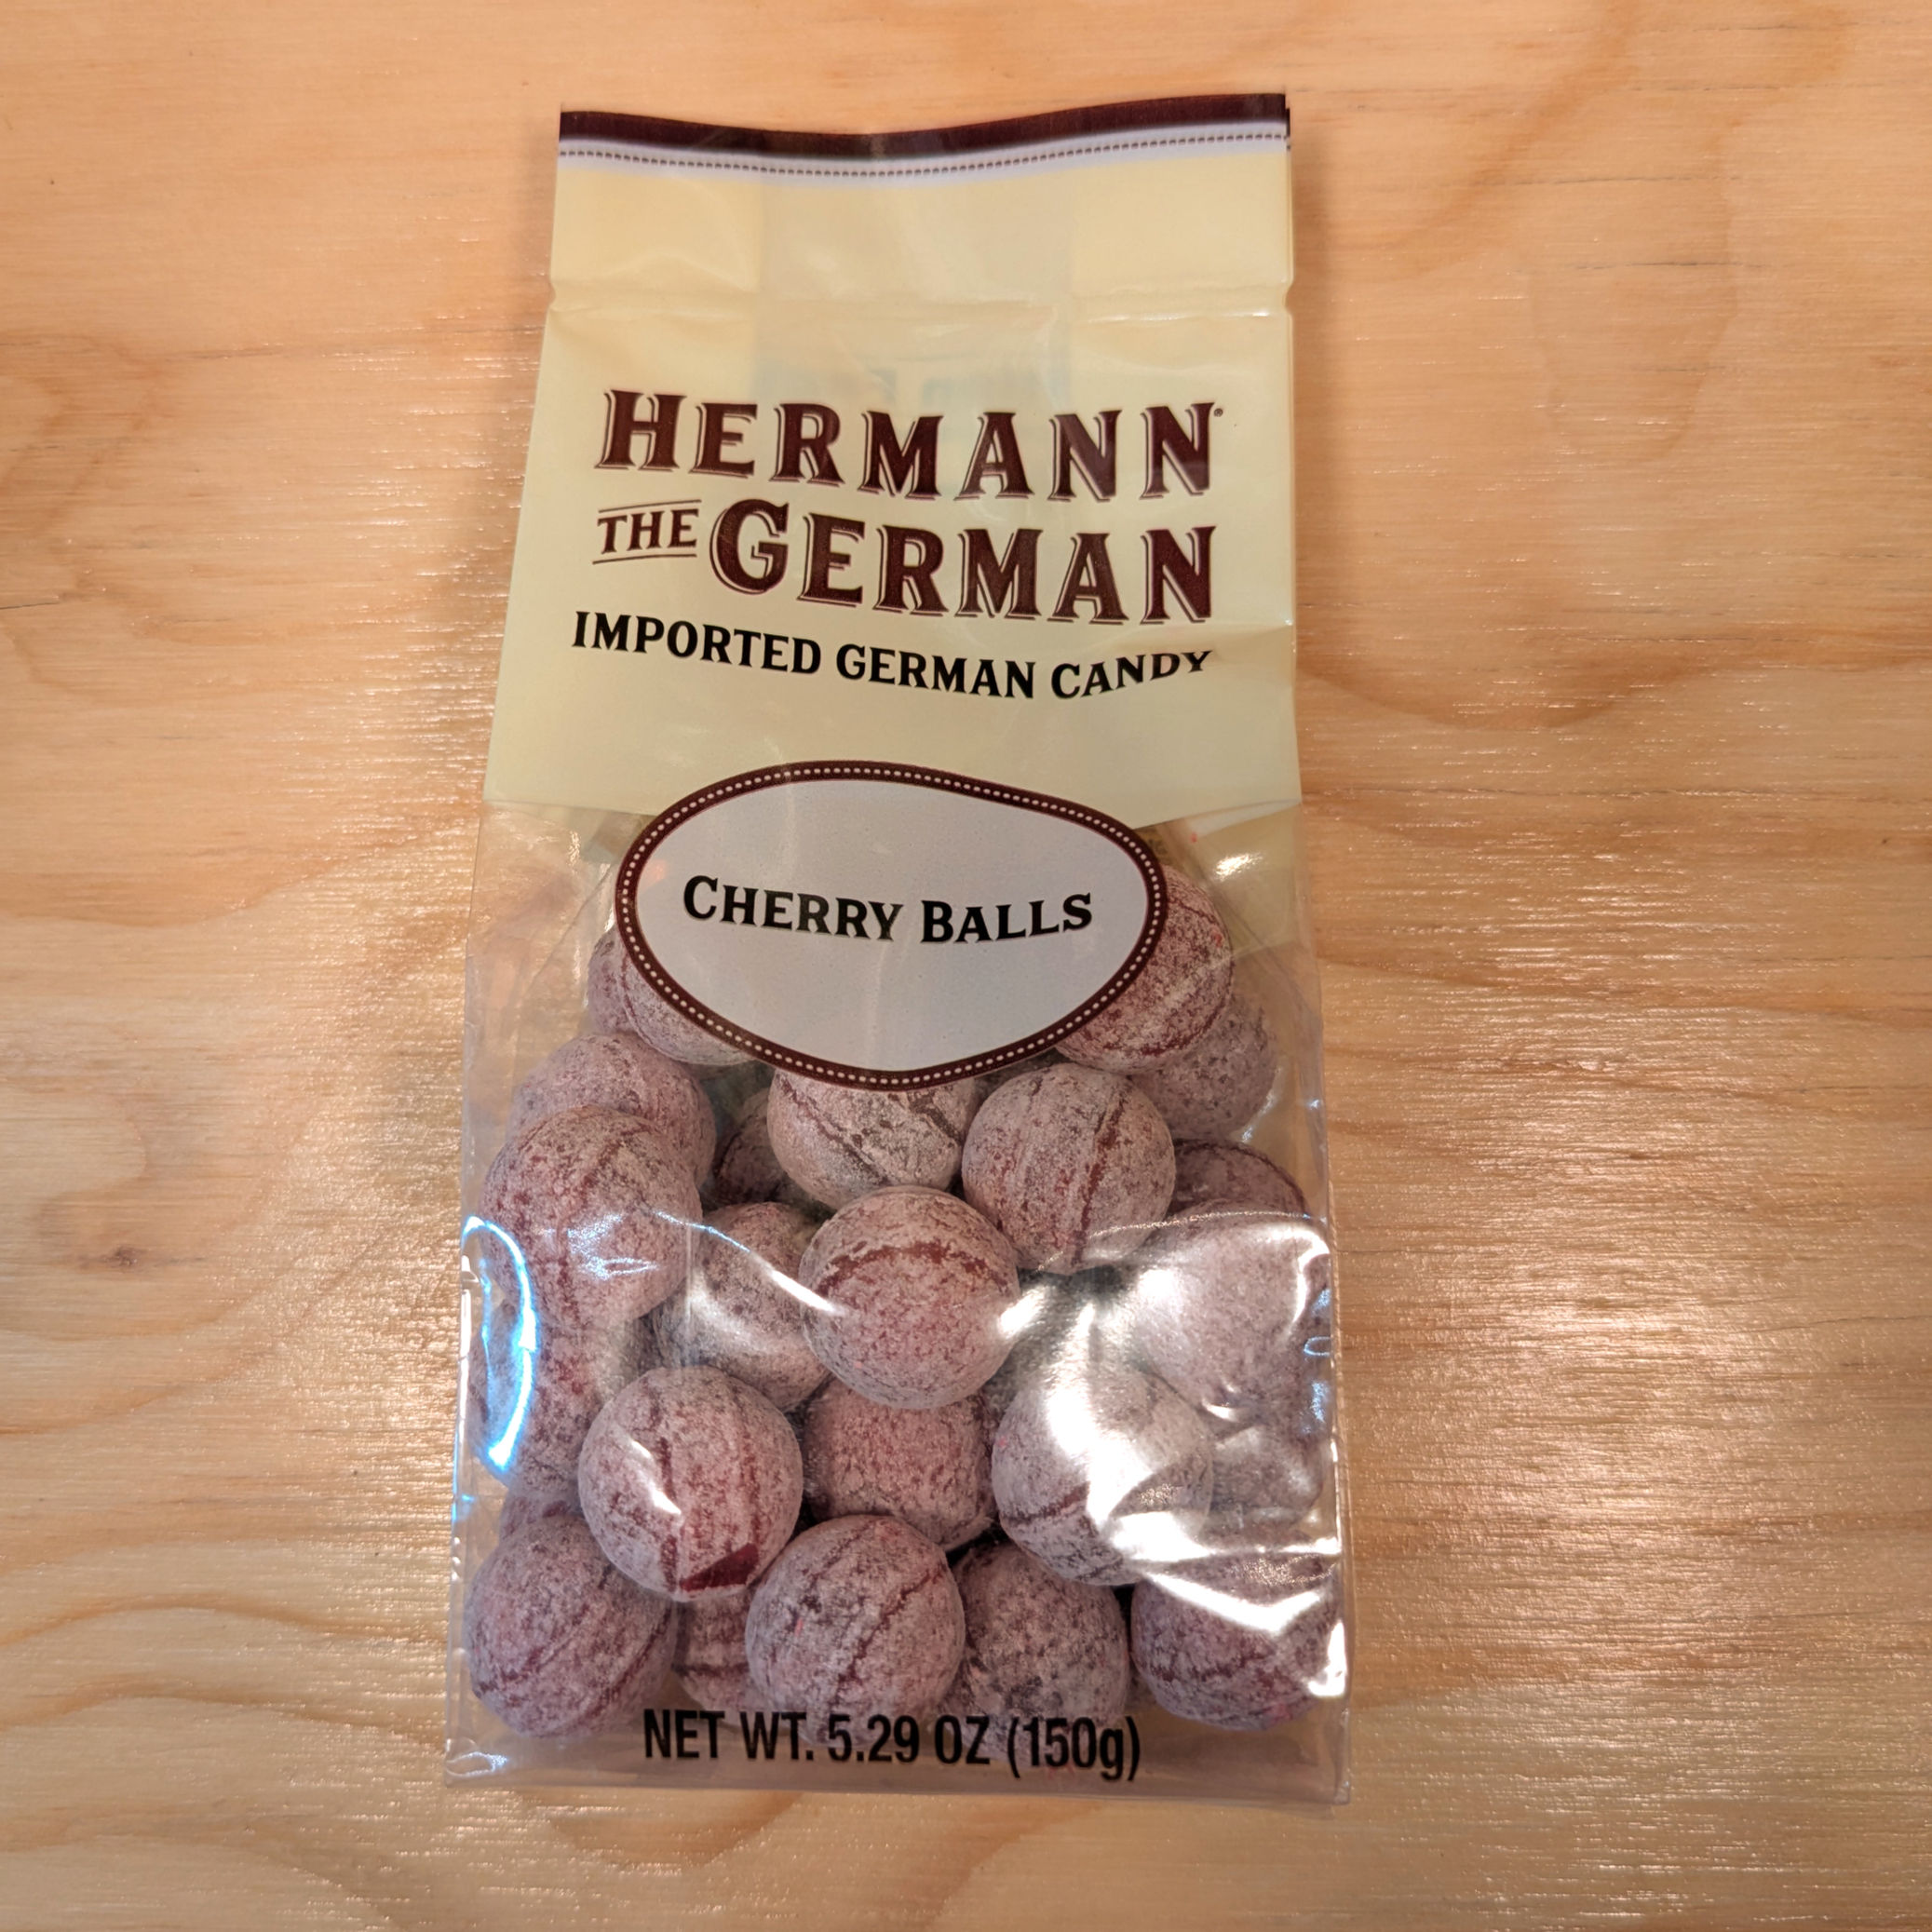 HERMANN®
THE GERMAN
IMPORTED GERMAN CANDY
CHERRY BALLS
NET WT. 5.29 OZ (150g)